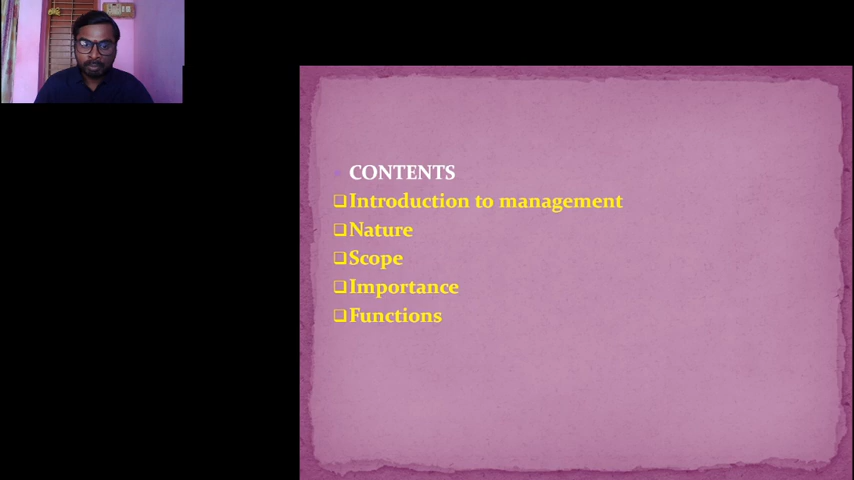 CONTENTS
Introduction to management
Nature
Scope
Importance
Functions